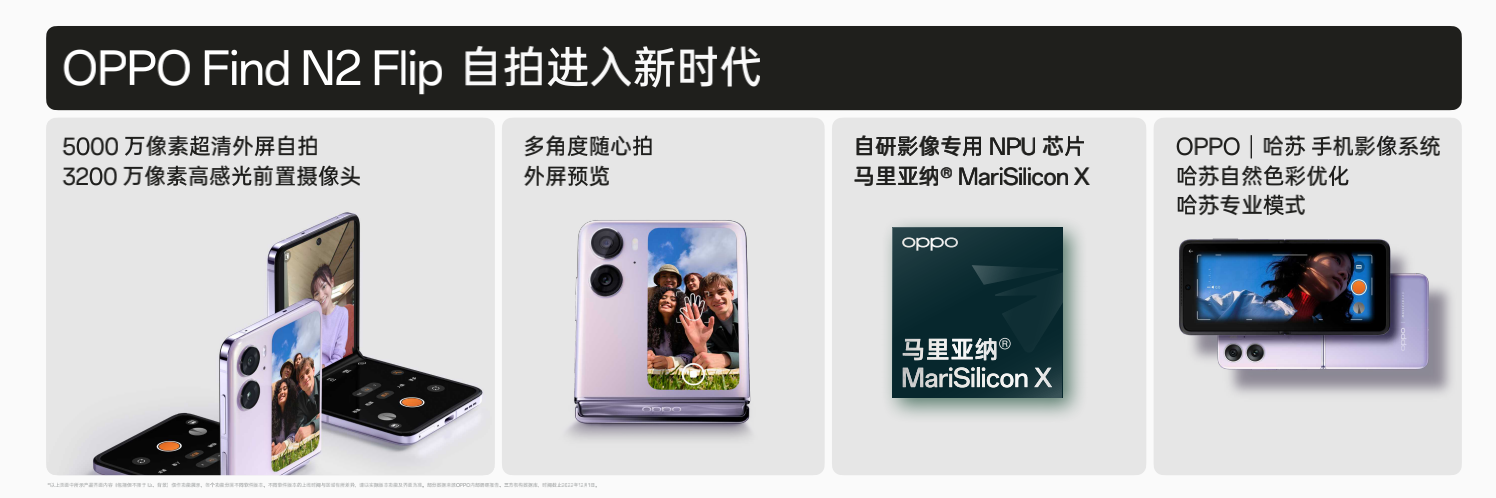 OPPO Find N2 Flip 自拍进入新时代
5000 万像素超清外屏自拍
3200 万像素高感光前置摄像头
多角度随心拍
外屏预览
OPPO
自研影像专用 NPU 芯片
马里亚纳® MariSilicon X
oppo
马里亚纳®
MariSilicon X
OPPO｜哈苏 手机影像系统
哈苏自然色彩优化
哈苏专业模式
oppo